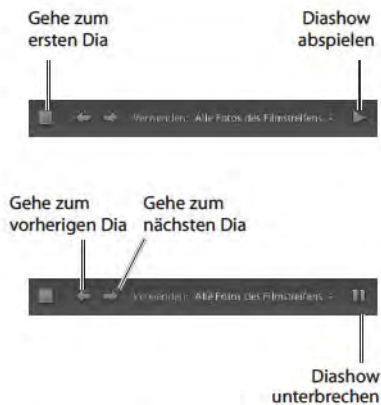 Gehe zum
ersten Dia
Diashow
abspielen
Verwenden: Alle Fotos des Filmstreifens
Gehe zum
vorherigen Dia
Gehe zum
nächsten Dia
Verwenden: Alle Fotos des Filmstreifens
Diashow
unterbrechen